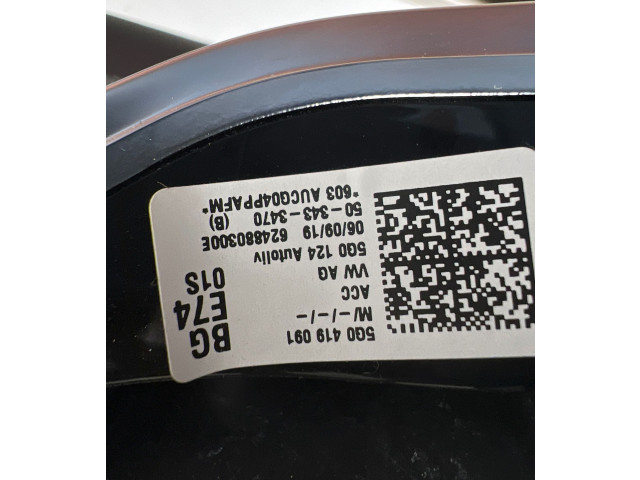 5G0 419 091
M/-/-/-/-
ACC
VW AG
5Q0 124 Autoliv
06/09/19 624880300E
50-343-3470 (B)
*603 AUCG04PPAFM*
BG
E74
01S